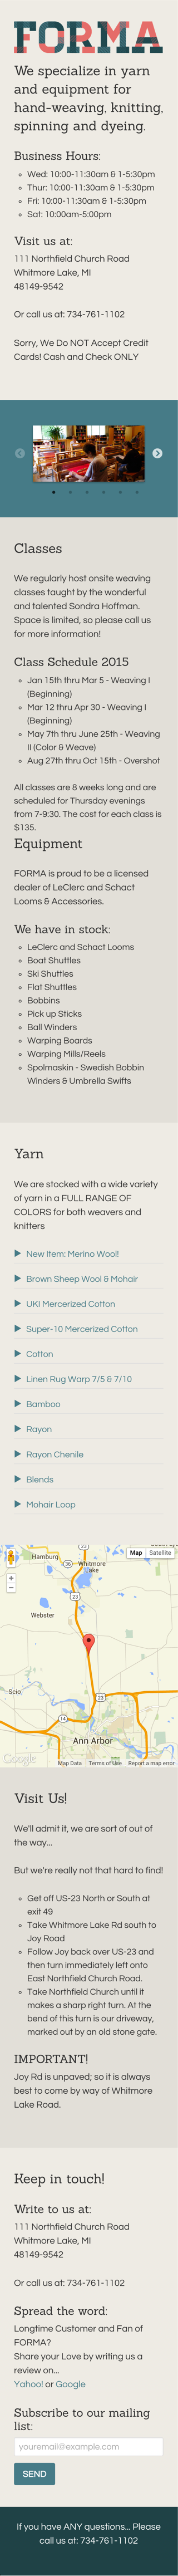 FORMA
We specialize in yarn
and equipment for
hand-weaving, knitting,
spinning and dyeing.
Business Hours:
Wed: 10:00-11:30am & 1-5:30pm
Thur: 10:00-11:30am & 1-5:30pm
Fri: 10:00-11:30am & 1-5:30pm
Sat: 10:00am-5:00pm
Visit us at:
111 Northfield Church Road
Whitmore Lake, MI
48149-9542
Or call us at: 734-761-1102
Sorry, We Do NOT Accept Credit
Cards! Cash and Check ONLY
Classes
We regularly host onsite weaving
classes taught by the wonderful
and talented Sondra Hoffman.
Space is limited, so please call us
for more information!
Class Schedule 2015
Jan 15th thru Mar 5 - Weaving I
(Beginning)
Mar 12 thru Apr 30 - Weaving I
(Beginning)
May 7th thru June 25th - Weaving
II (Color & Weave)
Aug 27th thru Oct 15th - Overshot
All classes are 8 weeks long and are
scheduled for Thursday evenings
from 7-9:30. The cost for each class is
$135.
Equipment
FORMA is proud to be a licensed
dealer of LeClerc and Schact
Looms & Accessories.
We have in stock:
LeClerc and Schact Looms
Boat Shuttles
Ski Shuttles
Flat Shuttles
Bobbins
Pick up Sticks
Ball Winders
Warping Boards
Warping Mills/Reels
Spolmaskin - Swedish Bobbin
Winders & Umbrella Swifts
Yarn
We are stocked with a wide variety
of yarn in a FULL RANGE OF
COLORS for both weavers and
knitters
New Item: Merino Wool!
Brown Sheep Wool & Mohair
UKI Mercerized Cotton
Super-10 Mercerized Cotton
Cotton
Linen Rug Warp 7/5 & 7/10
Bamboo
Rayon
Rayon Chenile
Blends
Mohair Loop
23
Map Satellite
Hamburg
36
Whitmore
Lake
23
Webster
Scio
23
14
Ann Arbor
Google
Map Data Terms of Use Report a map error
Visit Us!
We'll admit it, we are sort of out of
the way...
But we're really not that hard to find!
Get off US-23 North or South at
exit 49
Take Whitmore Lake Rd south to
Joy Road
Follow Joy back over US-23 and
then turn immediately left onto
East Northfield Church Road.
Take Northfield Church until it
makes a sharp right turn. At the
bend of this turn is our driveway,
marked out by an old stone gate.
IMPORTANT!
Joy Rd is unpaved; so it is always
best to come by way of Whitmore
Lake Road.
Keep in touch!
Write to us at:
111 Northfield Church Road
Whitmore Lake, MI
48149-9542
Or call us at: 734-761-1102
Spread the word:
Longtime Customer and Fan of
FORMA?
Share your Love by writing us a
review on...
Yahoo! or Google
Subscribe to our mailing
list:
youremail@example.com
SEND
If you have ANY questions... Please
call us at: 734-761-1102